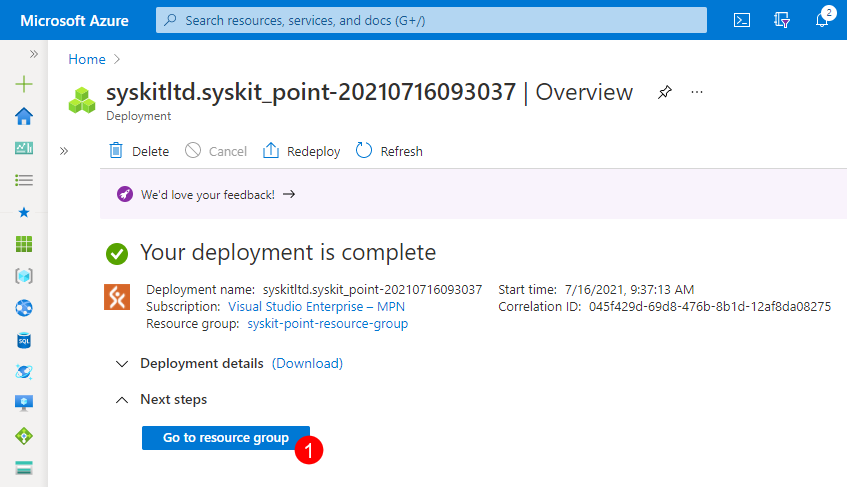 Microsoft Azure
Search resources, services, and docs (G+/)
2
Home
syskitltd.syskit_point-20210716093037 | Overview
Deployment
Delete
Cancel
Redeploy
Refresh
We'd love your feedback!
Your deployment is complete
Deployment name: syskitltd.syskit_point-20210716093037
Start time: 7/16/2021, 9:37:13 AM
Subscription: Visual Studio Enterprise – MPN
Correlation ID: 045f429d-69d8-476b-8b1d-12af8da08275
Resource group: syskit-point-resource-group
Deployment details (Download)
Next steps
Go to resource group
1
SQL